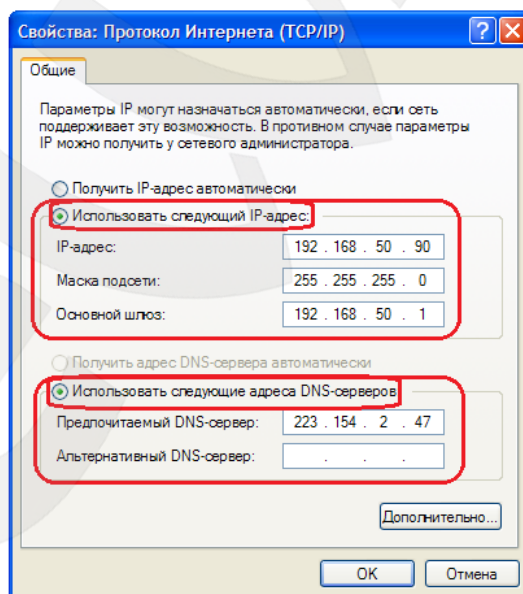 Свойства: Протокол Интернета (TCP/IP)
Общие
Параметры IP могут назначаться автоматически, если сеть
поддерживает эту возможность. В противном случае параметры
IP можно получить у сетевого администратора.
Получить IP-адрес автоматически
Использовать следующий IP-адрес:
IP-адрес: 192 . 168 . 50 . 90
Маска подсети: 255 . 255 . 255 . 0
Основной шлюз: 192 . 168 . 50 . 1
Получить адрес DNS-сервера автоматически
Использовать следующие адреса DNS-серверов
Предпочитаемый DNS-сервер: 223 . 154 . 2 . 47
Альтернативный DNS-сервер: . . .
Дополнительно...
OK Отмена